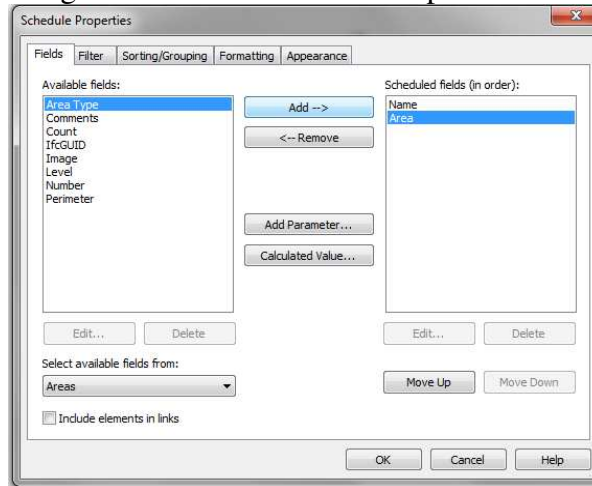 Schedule Properties
Fields Filter Sorting/Grouping Formatting Appearance
Available fields:
Area Type
Comments
Count
IfcGUID
Image
Level
Number
Perimeter
Add -->
<-- Remove
Add Parameter...
Calculated Value...
Scheduled fields (in order):
Name
Area
Edit... Delete
Edit... Delete
Select available fields from:
Areas
Move Up Move Down
Include elements in links
OK Cancel Help